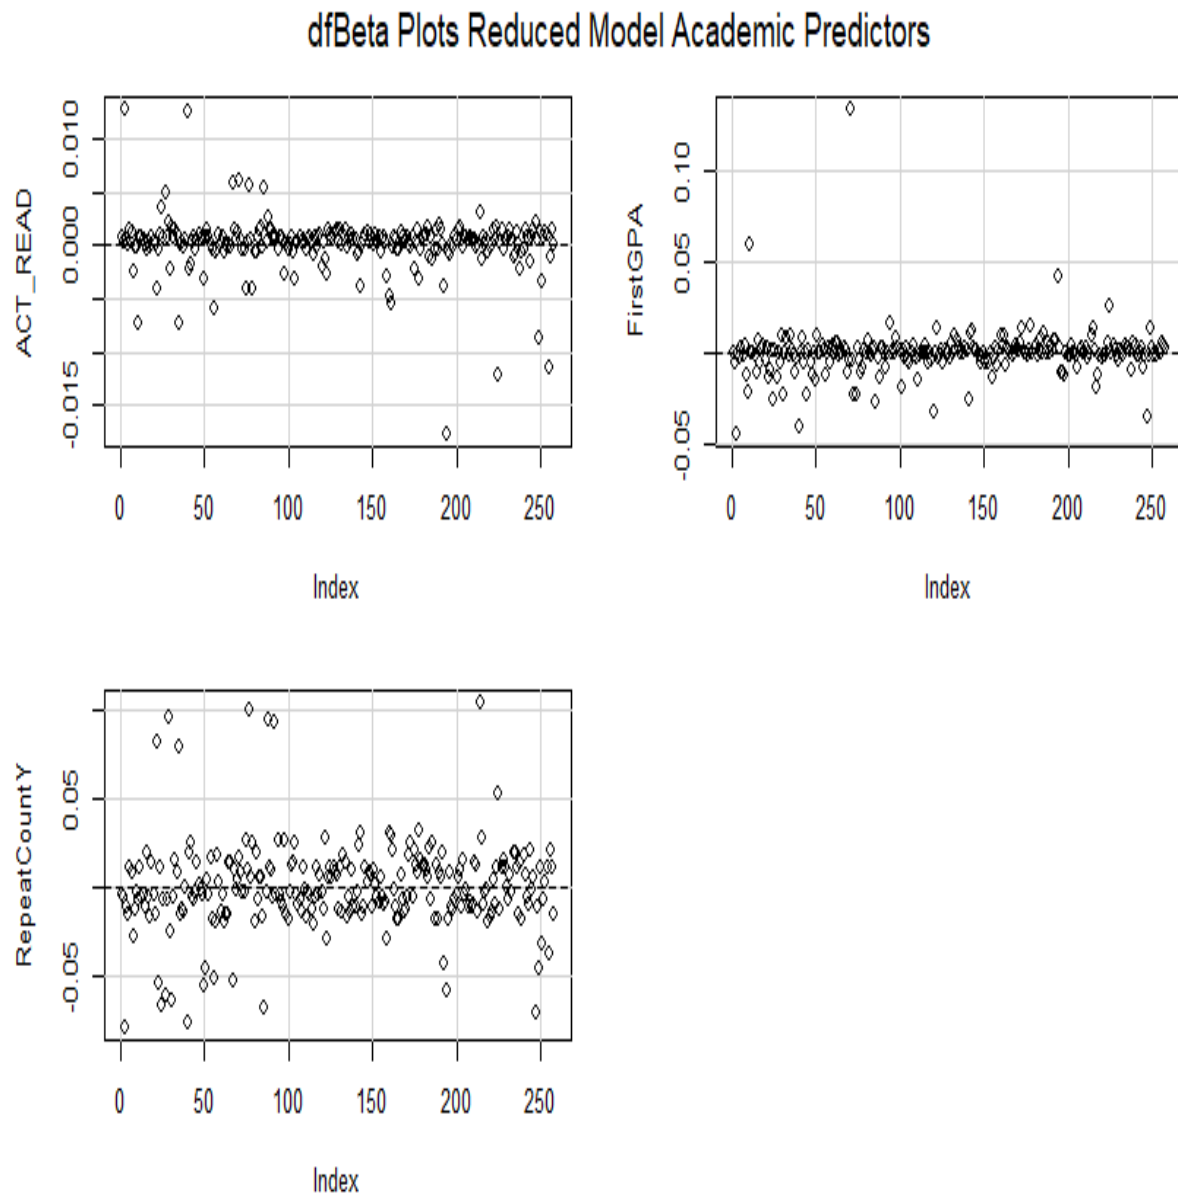 dfBeta Plots Reduced Model Academic Predictors
ACT_READ
0.010
0.000
-0.015
0 50 100 150 200 250
Index
FirstGPA
0.10
0.05
-0.05
0 50 100 150 200 250
Index
RepeatCountY
0.05
-0.05
0 50 100 150 200 250
Index